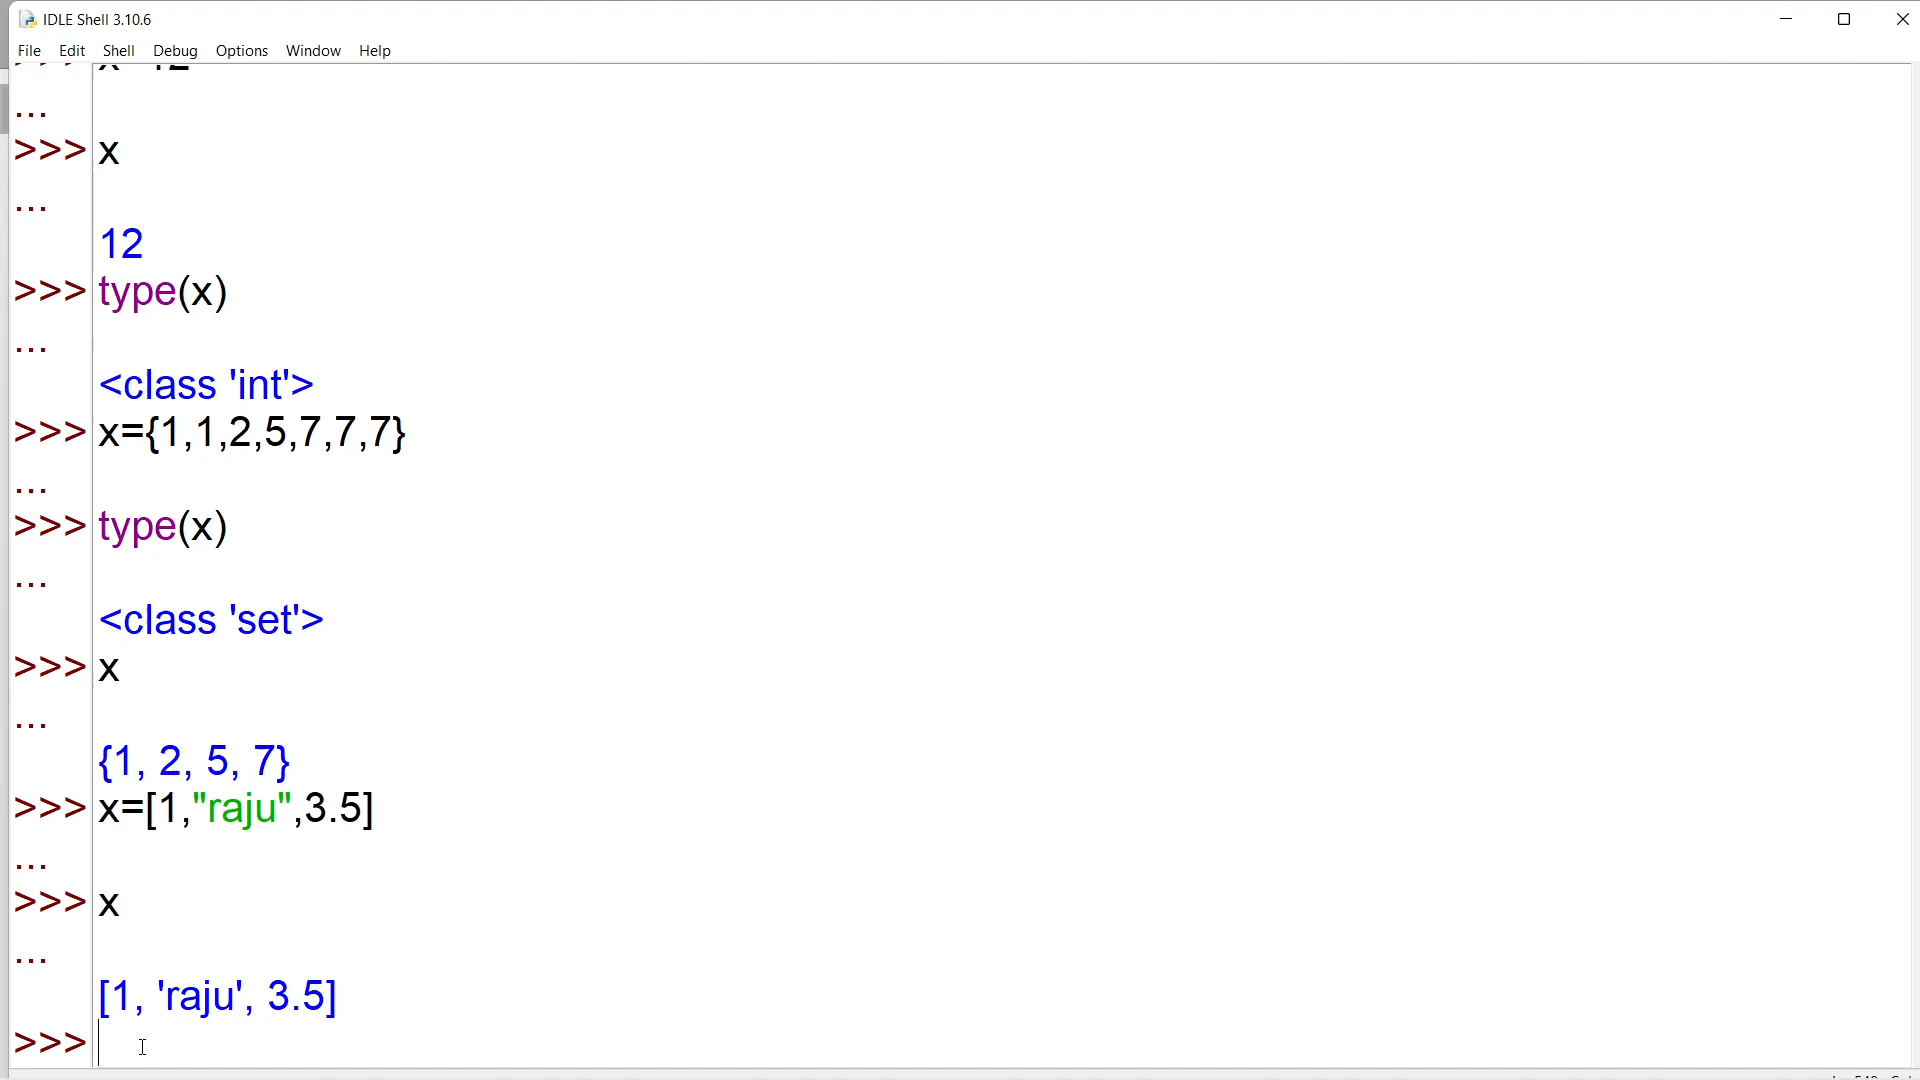 IDLE Shell 3.10.6
File Edit Shell Debug Options Window Help
...
>>> x
...
12
>>> type(x)
...
<class 'int'>
>>> x={1,1,2,5,7,7,7}
...
>>> type(x)
...
<class 'set'>
>>> x
...
{1, 2, 5, 7}
>>> x=[1,"raju",3.5]
...
>>> x
...
[1, 'raju', 3.5]
>>>